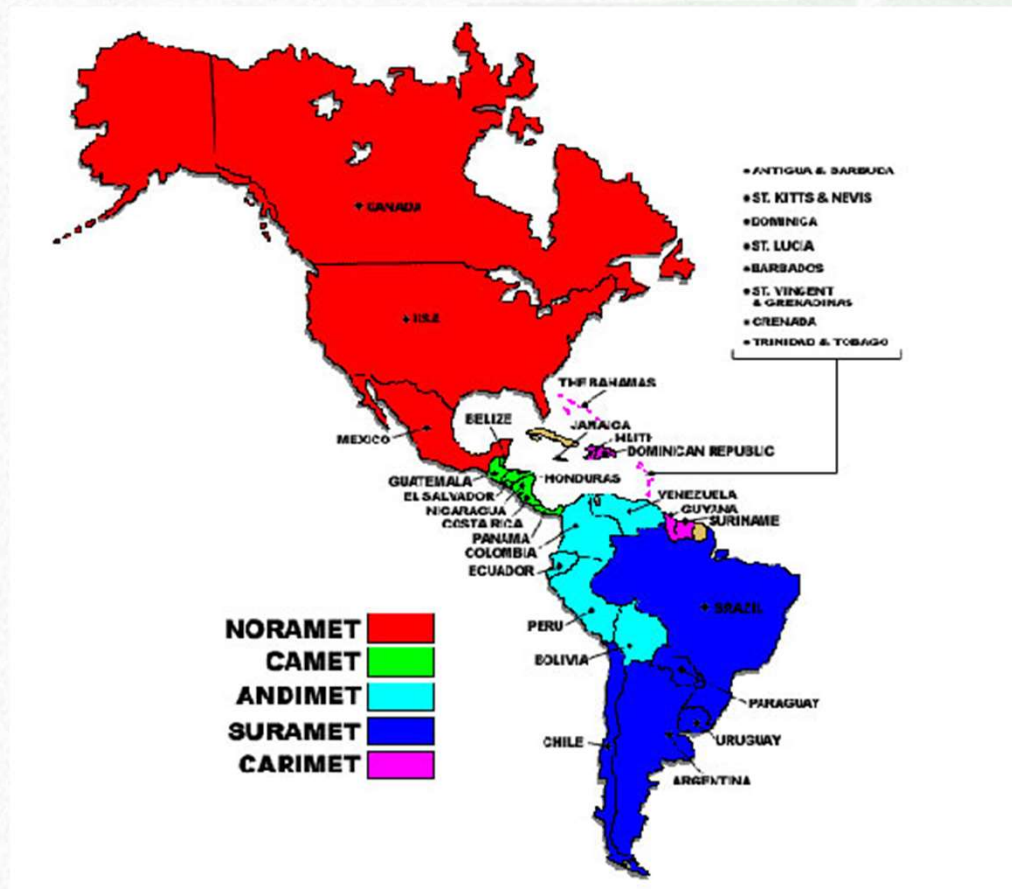 • ANTIGUA & BARBUDA
• ST. KITTS & NEVIS
• DOMINICA
• ST. LUCIA
• BARBADOS
• ST. VINCENT
& GRENADINAS
• GRENADA
• TRINIDAD & TOBAGO
CANADA
USA
THE BAHAMAS
BELIZE
JAMAICA
HAITI
MEXICO
DOMINICAN REPUBLIC
GUATEMALA
HONDURAS
EL SALVADOR
VENEZUELA
NICARAGUA
GUYANA
COSTA RICA
SURINAME
PANAMA
COLOMBIA
ECUADOR
BRAZIL
PERU
BOLIVIA
PARAGUAY
CHILE
URUGUAY
ARGENTINA
NORAMET
CAMET
ANDIMET
SURAMET
CARIMET